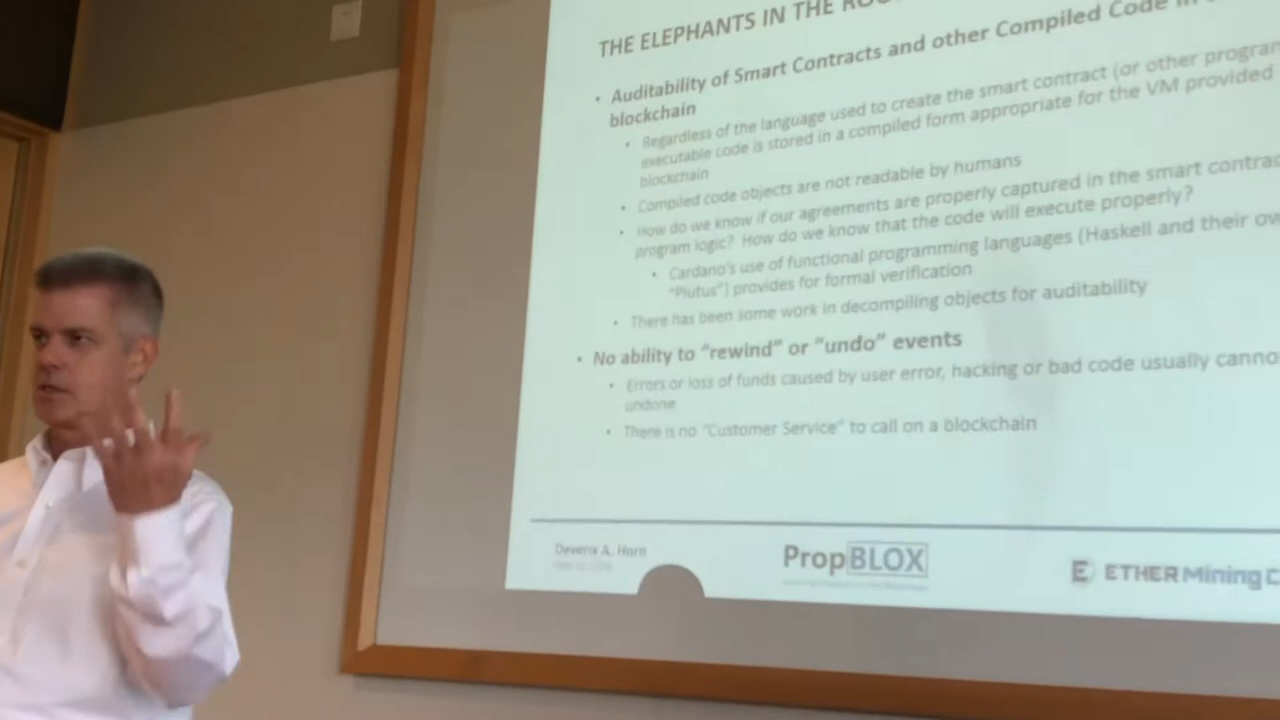 THE ELEPHANTS IN THE
• Auditability of Smart Contracts and other Compiled Code in
blockchain
• Regardless of the language used to create the smart contract (or other program
executable code is stored in a compiled form appropriate for the VM provided
blockchain
• Compiled code objects are not readable by humans
• How do we know if our agreements are properly captured in the smart contrac
program logic? How do we know that the code will execute properly?
• Cardano's use of functional programming languages (Haskell and their ow
"Plutus") provides for formal verification
• There has been some work in decompiling objects for auditability
• No ability to "rewind" or "undo" events
• Errors or loss of funds caused by user error, hacking or bad code usually canno
undone
• There is no "Customer Service" to call on a blockchain
A. Horn
PropBLOX
E ETHERMining